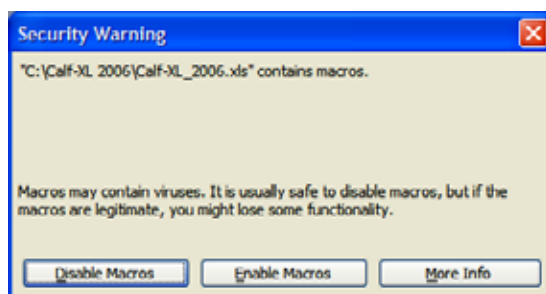 Security Warning
"C:\Calf-XL 2006\Calf-XL_2006.xls" contains macros.
Macros may contain viruses. It is usually safe to disable macros, but if the
macros are legitimate, you might lose some functionality.
Disable Macros Enable Macros More Info